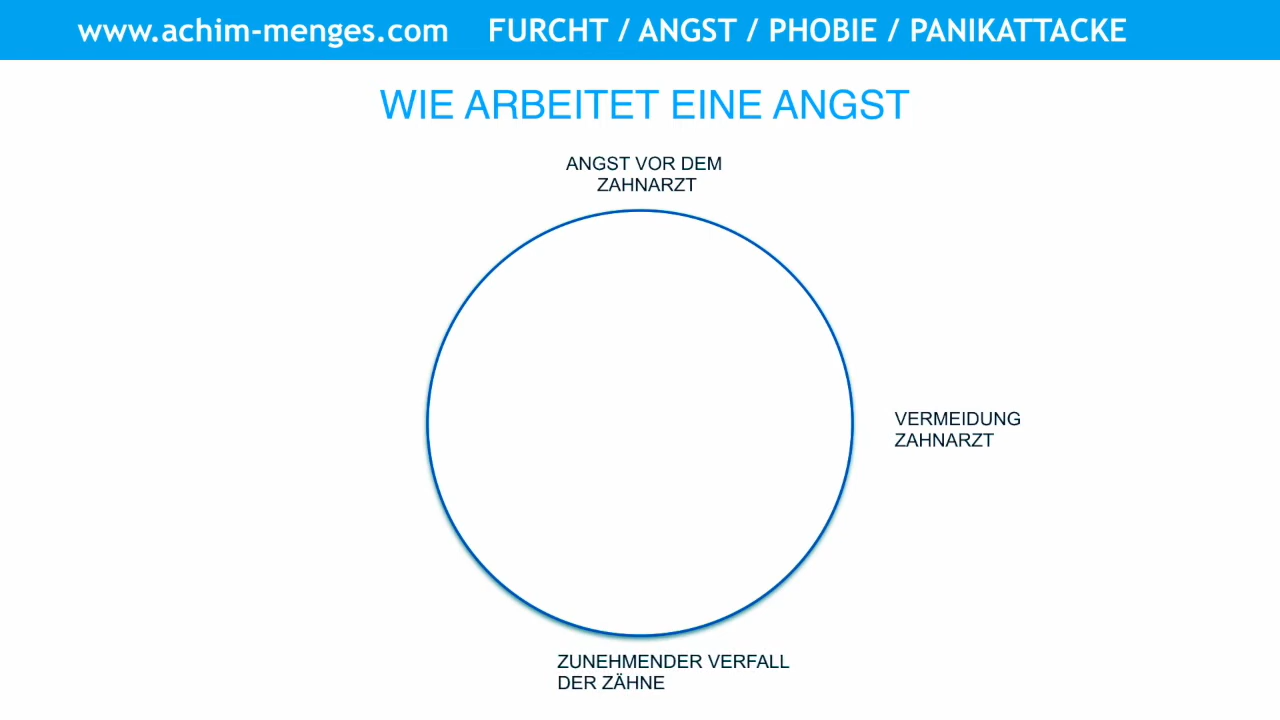 www.achim-menges.com FURCHT / ANGST / PHOBIE / PANIKATTACKE
WIE ARBEITET EINE ANGST
ANGST VOR DEM
ZAHNARZT
VERMEIDUNG
ZAHNARZT
ZUNEHMENDER VERFALL
DER ZÄHNE